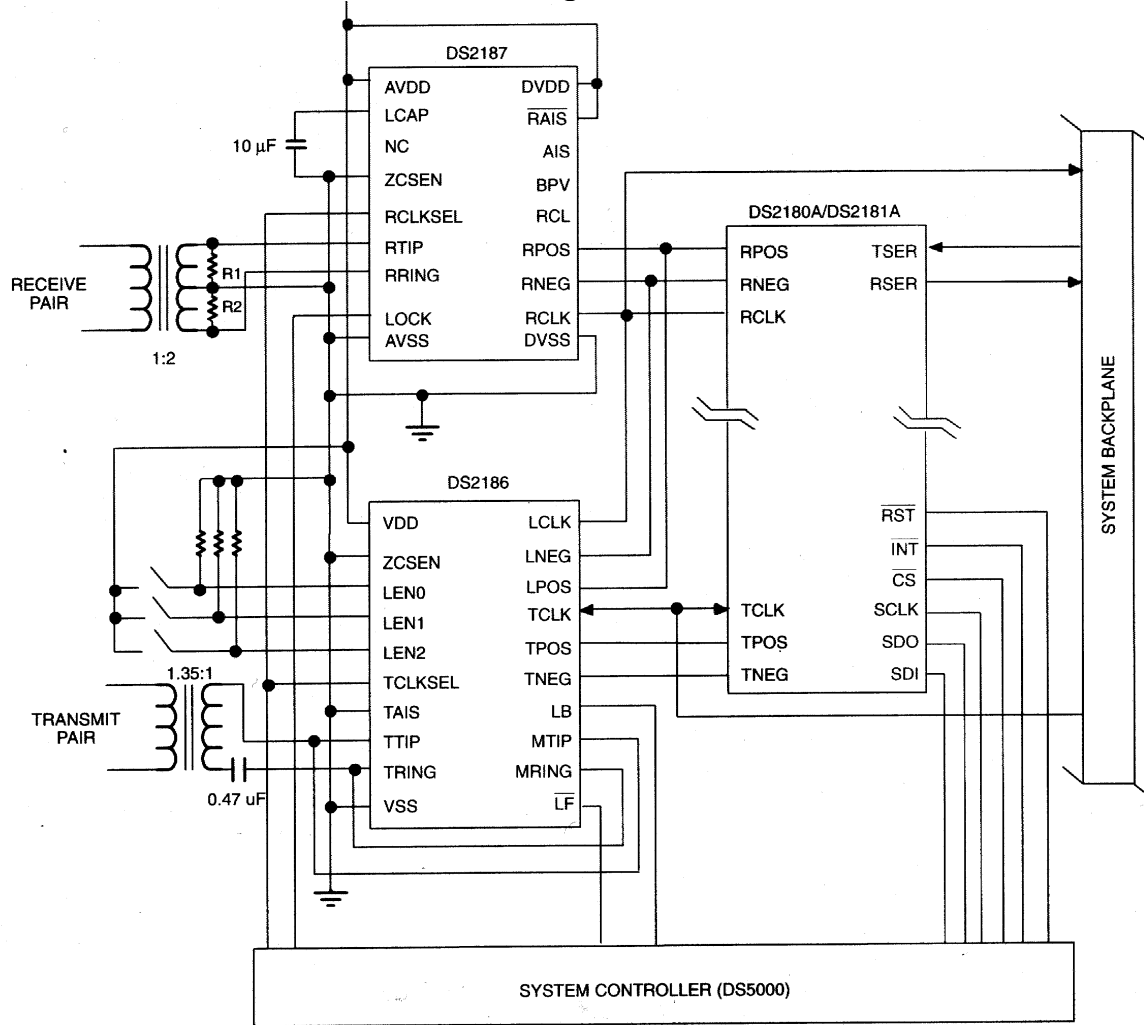 DS2187
AVDD
LCAP
NC
ZCSEN
RCLKSEL
RTIP
RRING
LOCK
AVSS
DVDD
RAIS
AIS
BPV
RCL
RPOS
RNEG
RCLK
DVSS
10 µF
RECEIVE
PAIR
1:2
R1
R2
DS2180A/DS2181A
RPOS
RNEG
RCLK
TSER
RSER
RST
INT
CS
SCLK
SDO
SDI
TCLK
TPOS
TNEG
SYSTEM BACKPLANE
DS2186
VDD
ZCSEN
LEN0
LEN1
LEN2
TCLKSEL
TAIS
TTIP
TRING
VSS
LCLK
LNEG
LPOS
TCLK
TPOS
TNEG
LB
MTIP
MRING
LF
1.35:1
TRANSMIT
PAIR
0.47 uF
SYSTEM CONTROLLER (DS5000)